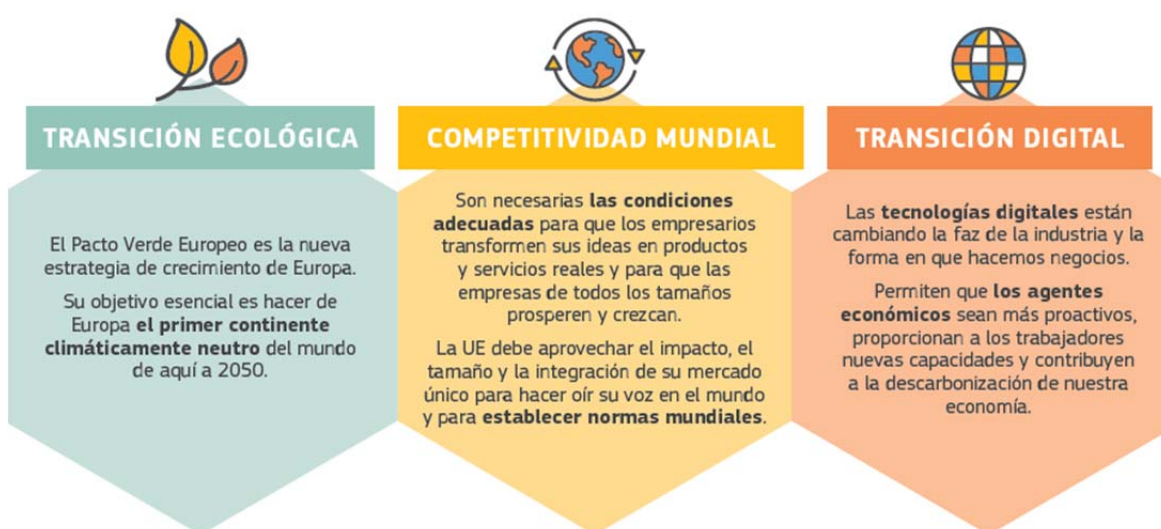 TRANSICIÓN ECOLÓGICA
El Pacto Verde Europeo es la nueva
estrategia de crecimiento de Europa.
Su objetivo esencial es hacer de
Europa el primer continente
climáticamente neutro del mundo
de aquí a 2050.
COMPETITIVIDAD MUNDIAL
Son necesarias las condiciones
adecuadas para que los empresarios
transformen sus ideas en productos
y servicios reales y para que las
empresas de todos los tamaños
prosperen y crezcan.
La UE debe aprovechar el impacto, el
tamaño y la integración de su mercado
único para hacer oír su voz en el mundo
y para establecer normas mundiales.
TRANSICIÓN DIGITAL
Las tecnologías digitales están
cambiando la faz de la industria y la
forma en que hacemos negocios.
Permiten que los agentes
económicos sean más proactivos,
proporcionan a los trabajadores
nuevas capacidades y contribuyen
a la descarbonización de nuestra
economía.